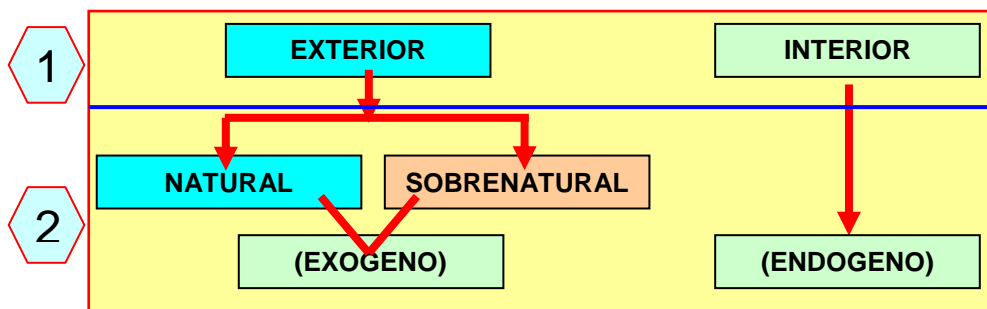 1
EXTERIOR
INTERIOR
2
NATURAL
SOBRENATURAL
(EXOGENO)
(ENDOGENO)